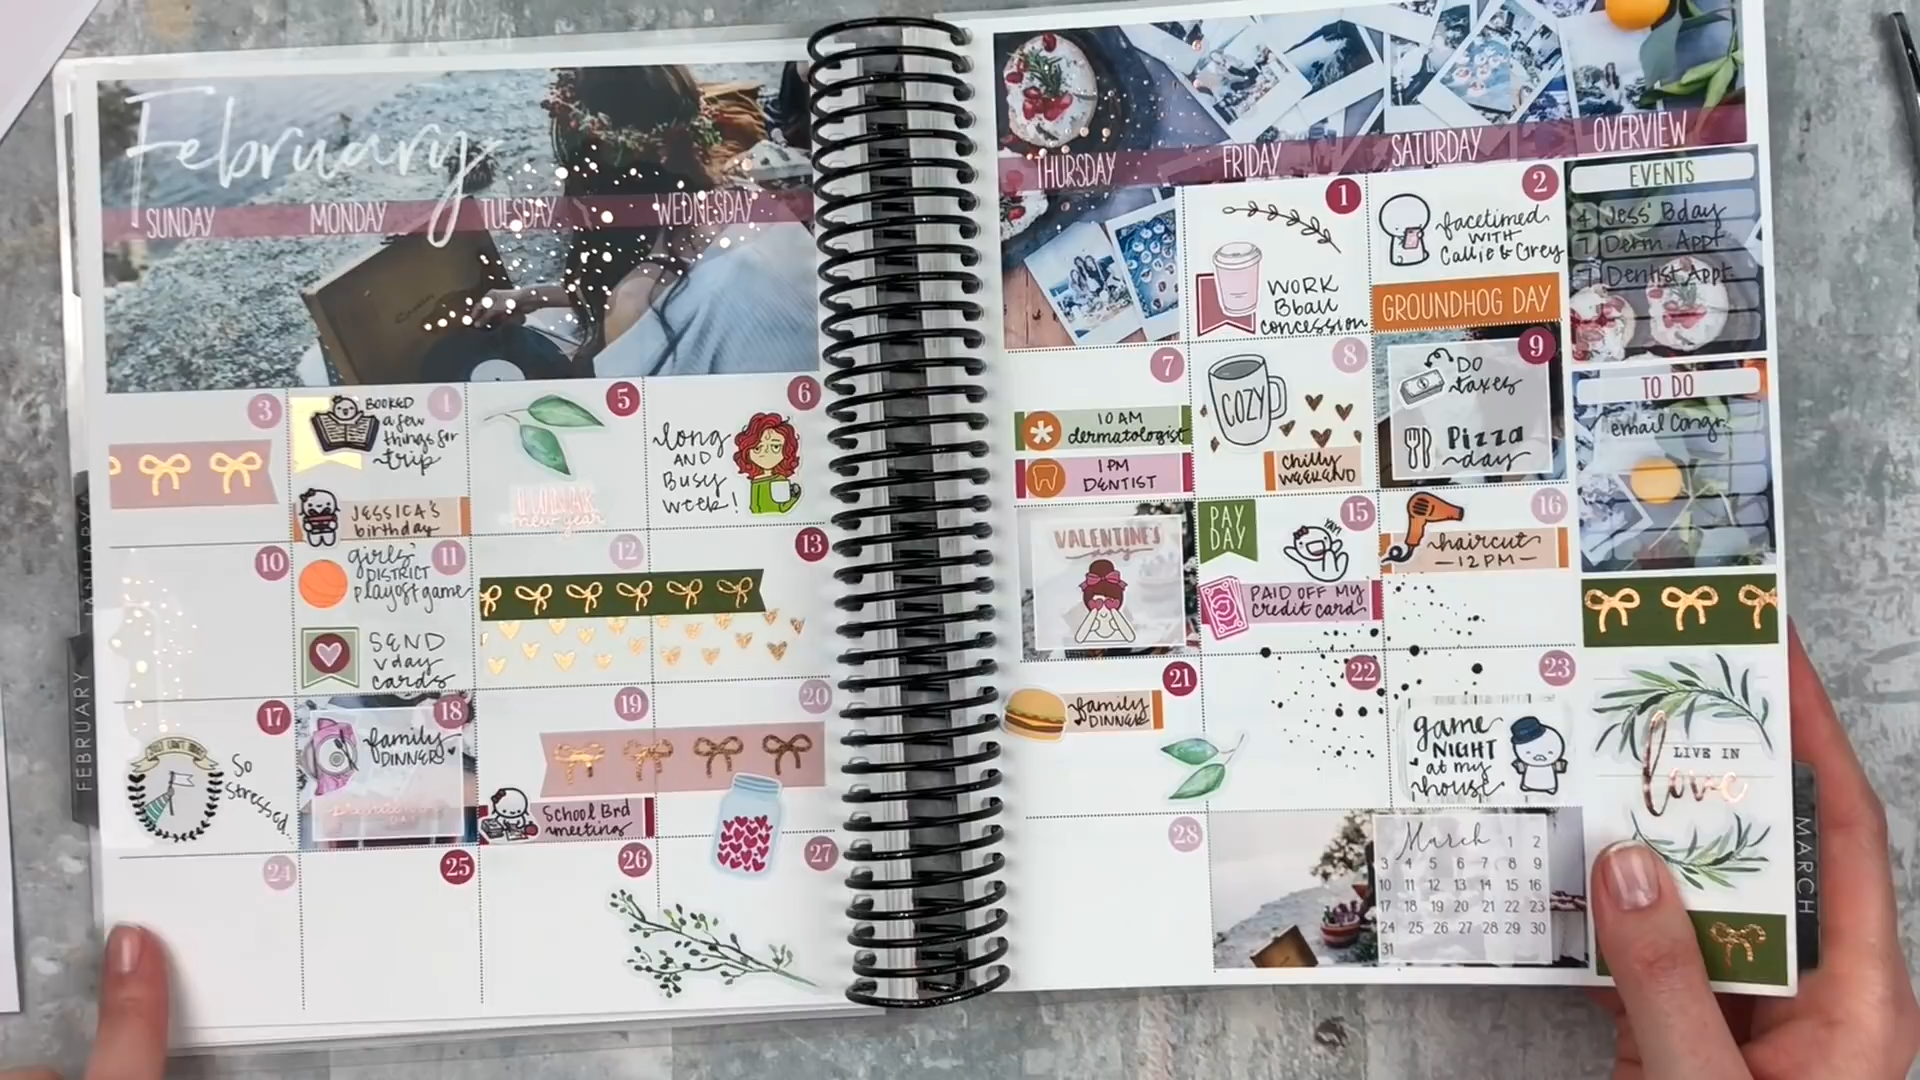 February
SUNDAY
MONDAY
TUESDAY
WEDNESDAY
THURSDAY
FRIDAY
SATURDAY
OVERVIEW
1
WORK
Bball
concession
2
facetimed
WITH
Callie & Grey
GROUNDHOG DAY
EVENTS
4 Jess' Bday
7 Derm. Appt
7 Dentist Appt.
3
4
BOOKED
a few
things for
trip
JESSICA'S
birthday
5
LUNAR
new year
6
long
AND
Busy
week!
7
10 AM
dermatologist
1 PM
DENTIST
8
COZY
Chilly
WEEKEND
9
DO
taxes
Pizza
day
TO DO
email Congr.
10
11
girls'
DISTRICT
playoff game
SEND
vday
cards
12
13
VALENTINE'S
day
15
PAY
DAY
YAY!
PAID OFF MY
credit card
16
haircut
-12PM-
17
So
stressed..
18
family
DINNER
president's
DAY
19
School Brd
meeting
20
21
family
DINNER
22
23
game
NIGHT
at my
house
LIVE IN
love
24
25
26
27
28
March 1 2
3 4 5 6 7 8 9
10 11 12 13 14 15 16
17 18 19 20 21 22 23
24 25 26 27 28 29 30
31
JANUARY
FEBRUARY
MARCH